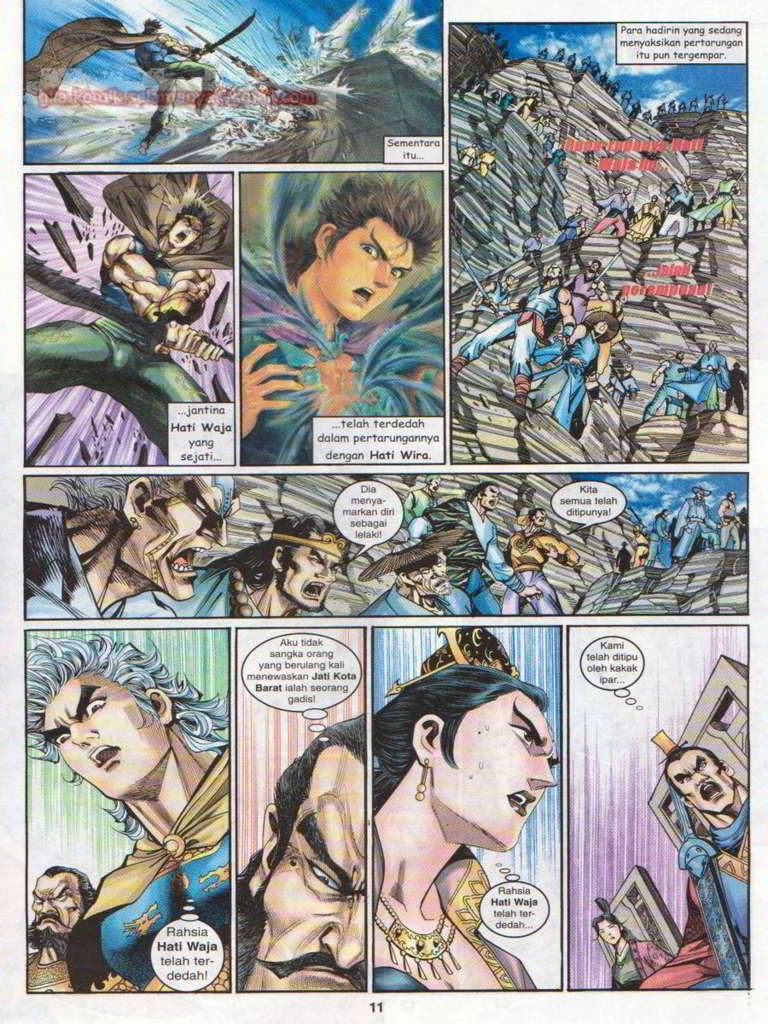 Sementara
itu...
Para hadirin yang sedang
menyaksikan pertarungan
itu pun tergempar.
...jantina
Hati Waja
yang
sejati...
...telah terdedah
dalam pertarungannya
dengan Hati Wira.
Dia
menya-
markan diri
sebagai
lelaki!
Kita
semua telah
ditipunya!
Rahsia
Hati Waja
telah ter-
dedah!
Aku tidak
sangka orang
yang berulang kali
menewaskan Jati Kota
Barat ialah seorang
gadis!
Rahsia
Hati Waja
telah ter-
dedah...
Kami
telah ditipu
oleh kakak
ipar...
11